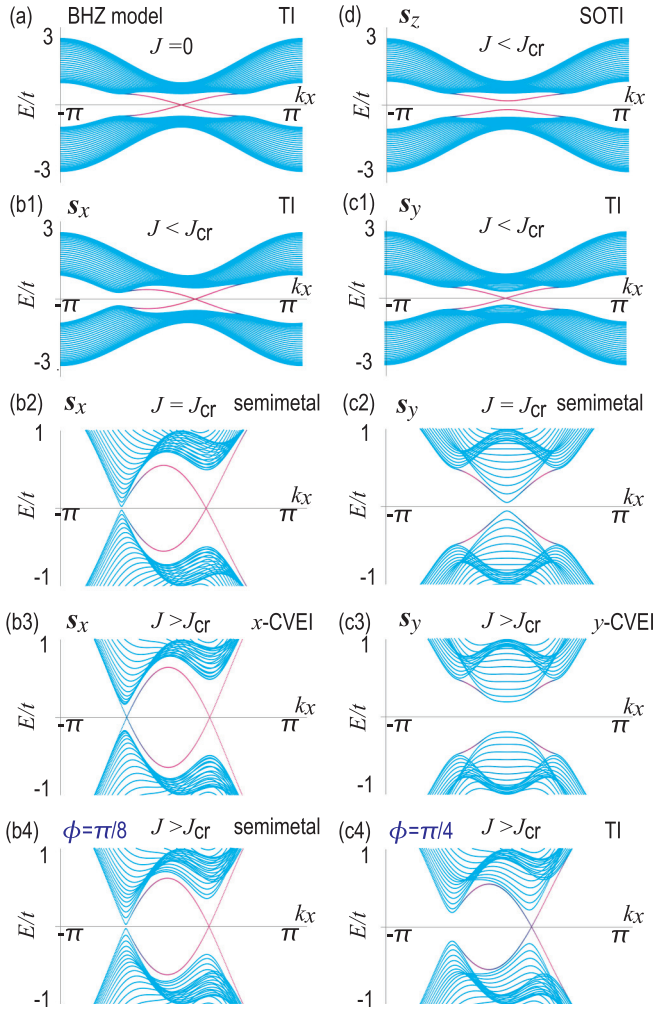 (a) BHZ model TI
J = 0
3
E/t
-π π kx
-3
(d) sz SOTI
J < Jcr
3
E/t
-π π kx
-3
(b1) sx TI
J < Jcr
3
E/t
-π π kx
-3
(c1) sy TI
J < Jcr
3
E/t
-π π kx
-3
(b2) sx J = Jcr semimetal
1
E/t
-π π kx
-1
(c2) sy J = Jcr semimetal
1
E/t
-π π kx
-1
(b3) sx J > Jcr x-CVEI
1
E/t
-π π kx
-1
(c3) sy J > Jcr y-CVEI
1
E/t
-π π kx
-1
(b4) ϕ=π/8 J > Jcr semimetal
1
E/t
-π π kx
-1
(c4) ϕ=π/4 J > Jcr TI
1
E/t
-π π kx
-1